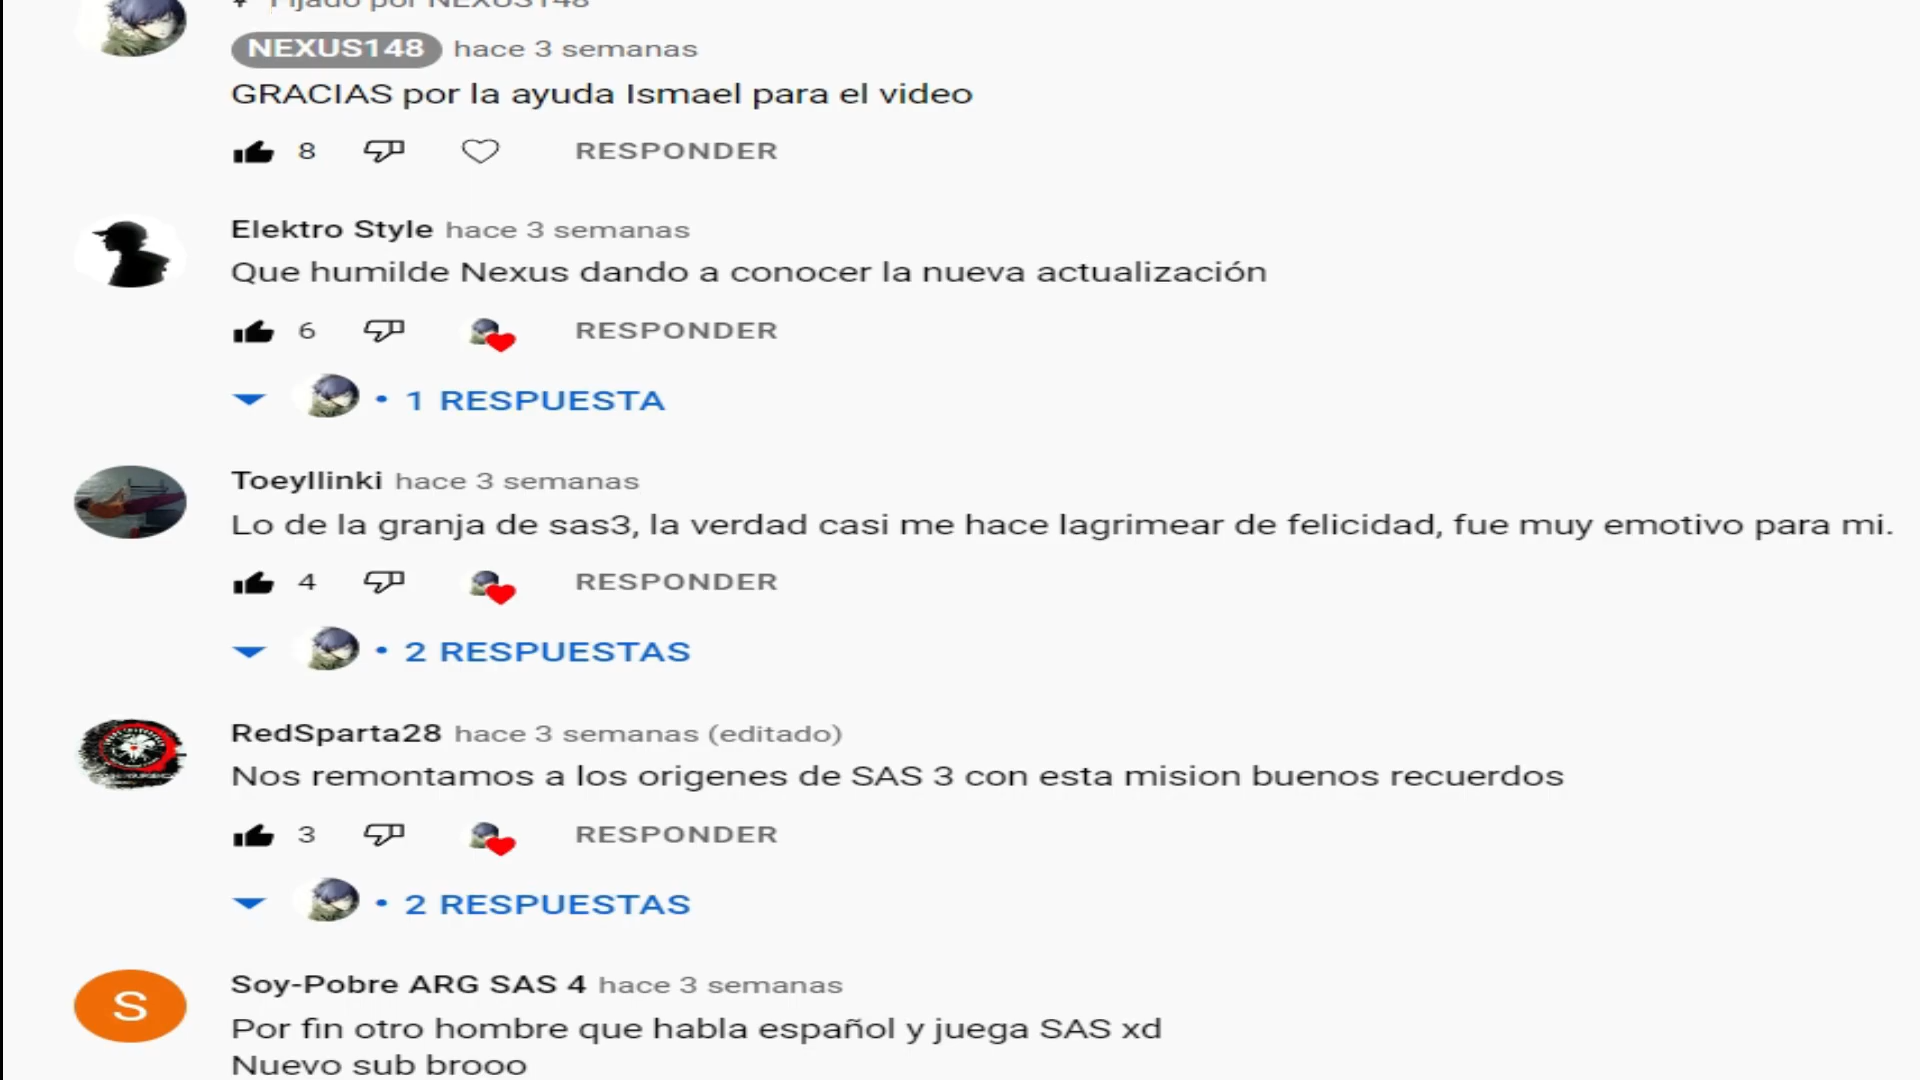 Fijado por NEXUS148
NEXUS148 hace 3 semanas
GRACIAS por la ayuda Ismael para el video
8 RESPONDER
Elektro Style hace 3 semanas
Que humilde Nexus dando a conocer la nueva actualización
6 RESPONDER
• 1 RESPUESTA
Toeyllinki hace 3 semanas
Lo de la granja de sas3, la verdad casi me hace lagrimear de felicidad, fue muy emotivo para mi.
4 RESPONDER
• 2 RESPUESTAS
RedSparta28 hace 3 semanas (editado)
Nos remontamos a los origenes de SAS 3 con esta mision buenos recuerdos
3 RESPONDER
• 2 RESPUESTAS
S
Soy-Pobre ARG SAS 4 hace 3 semanas
Por fin otro hombre que habla español y juega SAS xd
Nuevo sub brooo